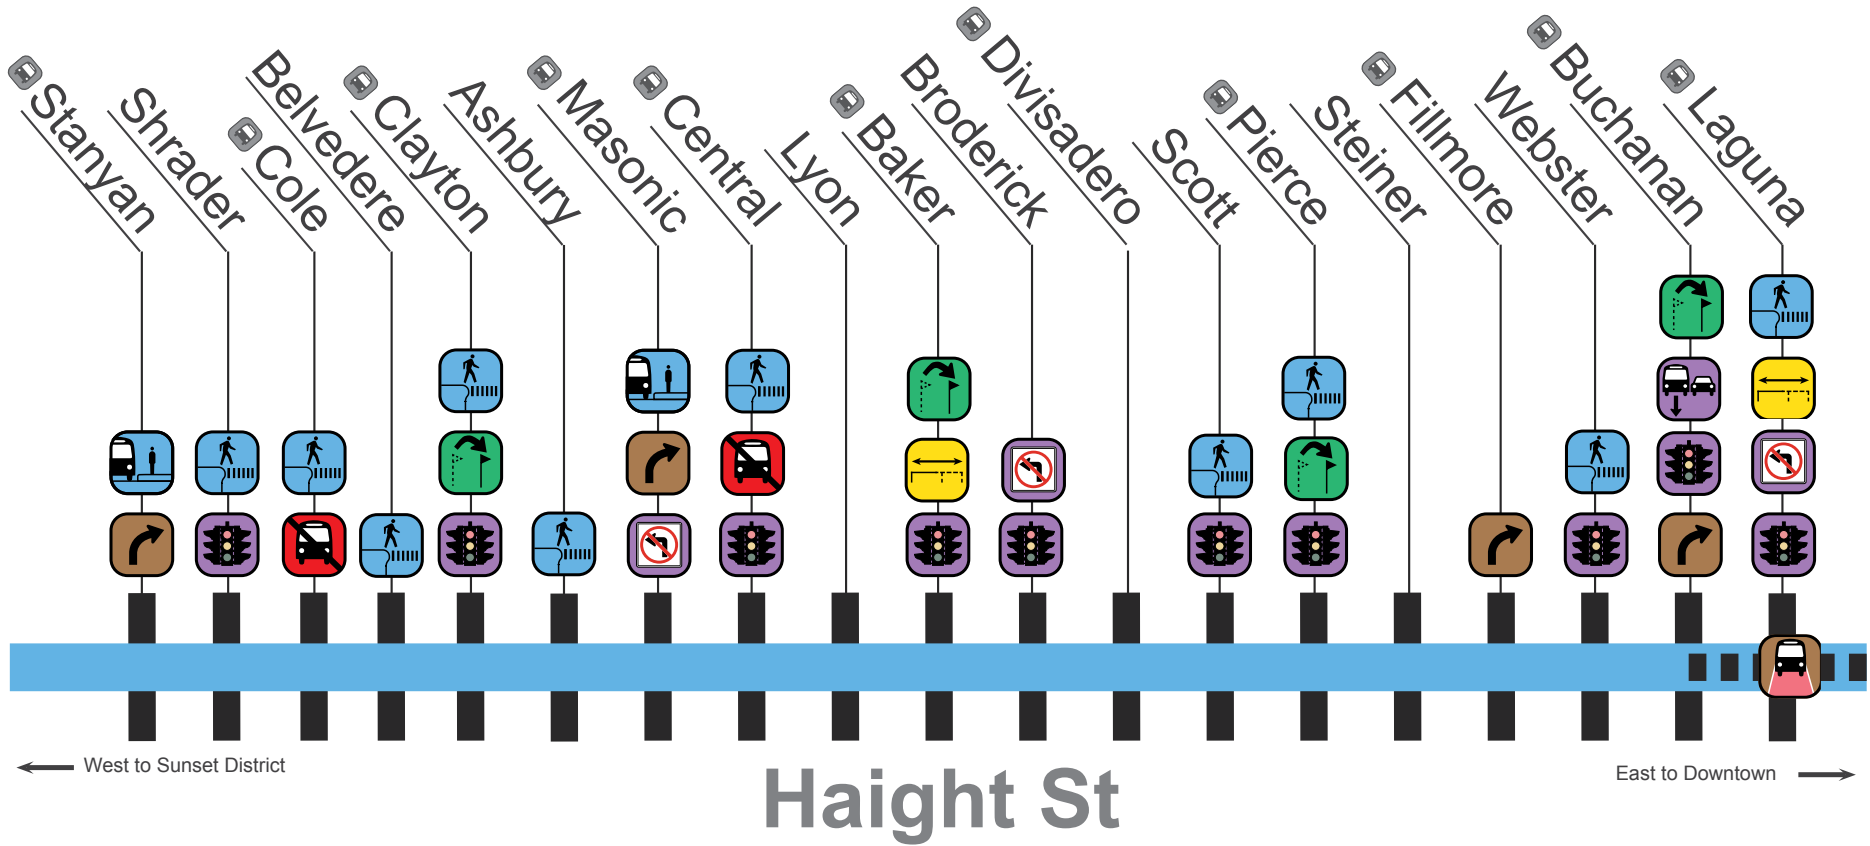 Stanyan
Shrader
Cole
Belvedere
Clayton
Ashbury
Masonic
Central
Lyon
Baker
Broderick
Divisadero
Scott
Pierce
Steiner
Fillmore
Webster
Buchanan
Laguna
West to Sunset District
East to Downtown
Haight St